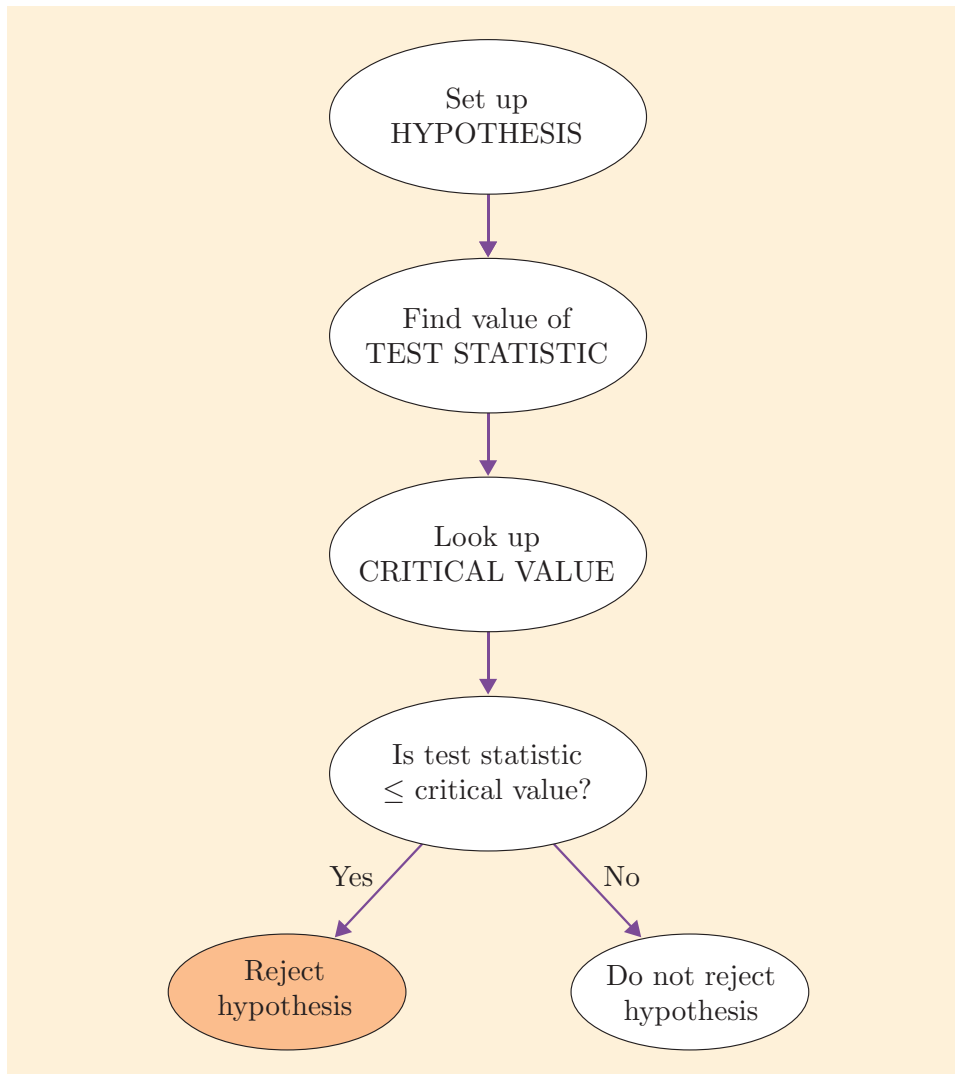 Set up
HYPOTHESIS
Find value of
TEST STATISTIC
Look up
CRITICAL VALUE
Is test statistic
≤ critical value?
Yes
No
Reject
hypothesis
Do not reject
hypothesis